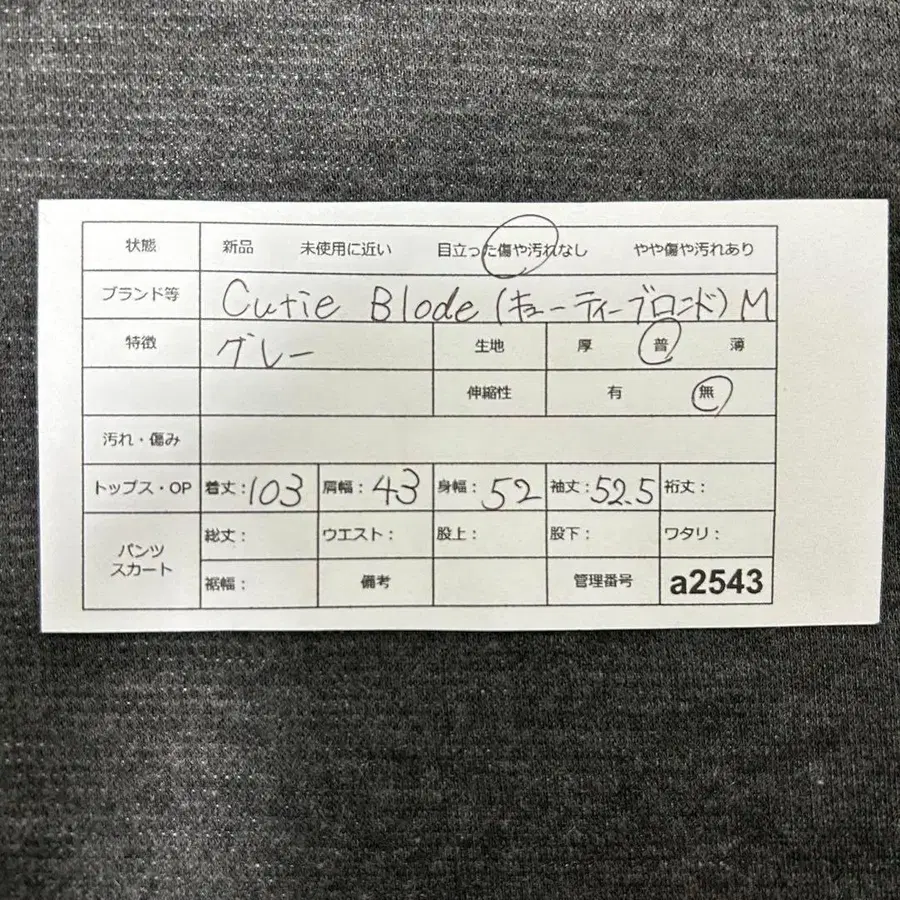 状態 新品 未使用に近い 目立った傷や汚れなし やや傷や汚れあり
ブランド等 Cutie Blode (キューティーブロンド) M
特徴 グレー 生地 厚 普 薄
伸縮性 有 無
汚れ・傷み
トップス・OP 着丈:103 肩幅:43 身幅:52 袖丈:52.5 裄丈:
パンツ スカート 総丈: ウエスト: 股上: 股下: ワタリ:
裾幅: 備考 管理番号 a2543